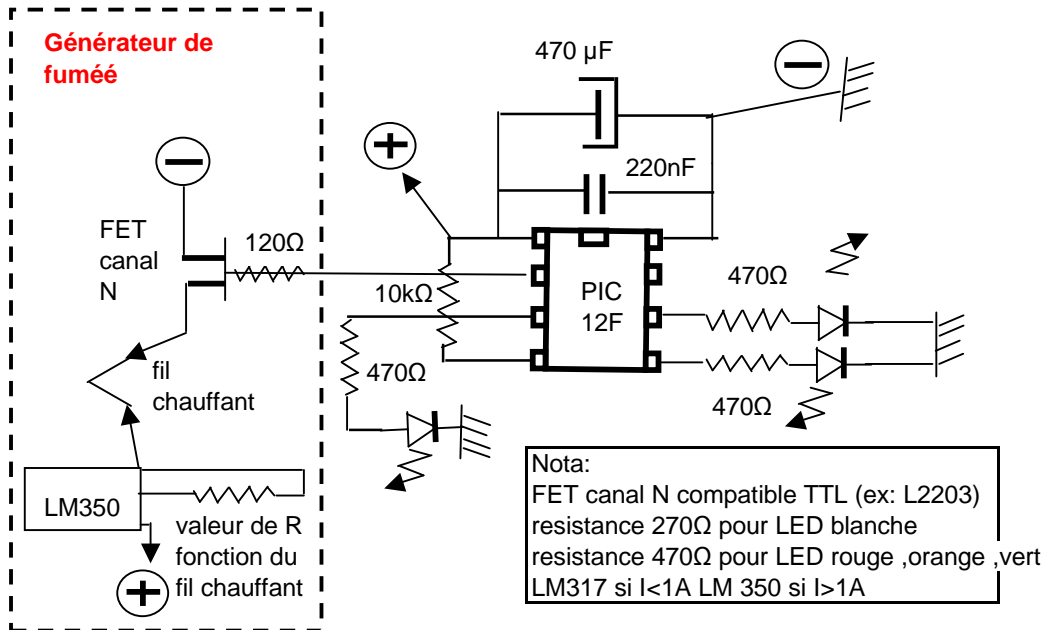 Générateur de
fuméé
470 µF
220nF
FET
canal
N
120Ω
10kΩ
PIC
12F
470Ω
470Ω
470Ω
fil
chauffant
LM350
valeur de R
fonction du
fil chauffant
Nota:
FET canal N compatible TTL (ex: L2203)
resistance 270Ω pour LED blanche
resistance 470Ω pour LED rouge ,orange ,vert
LM317 si I<1A LM 350 si I>1A